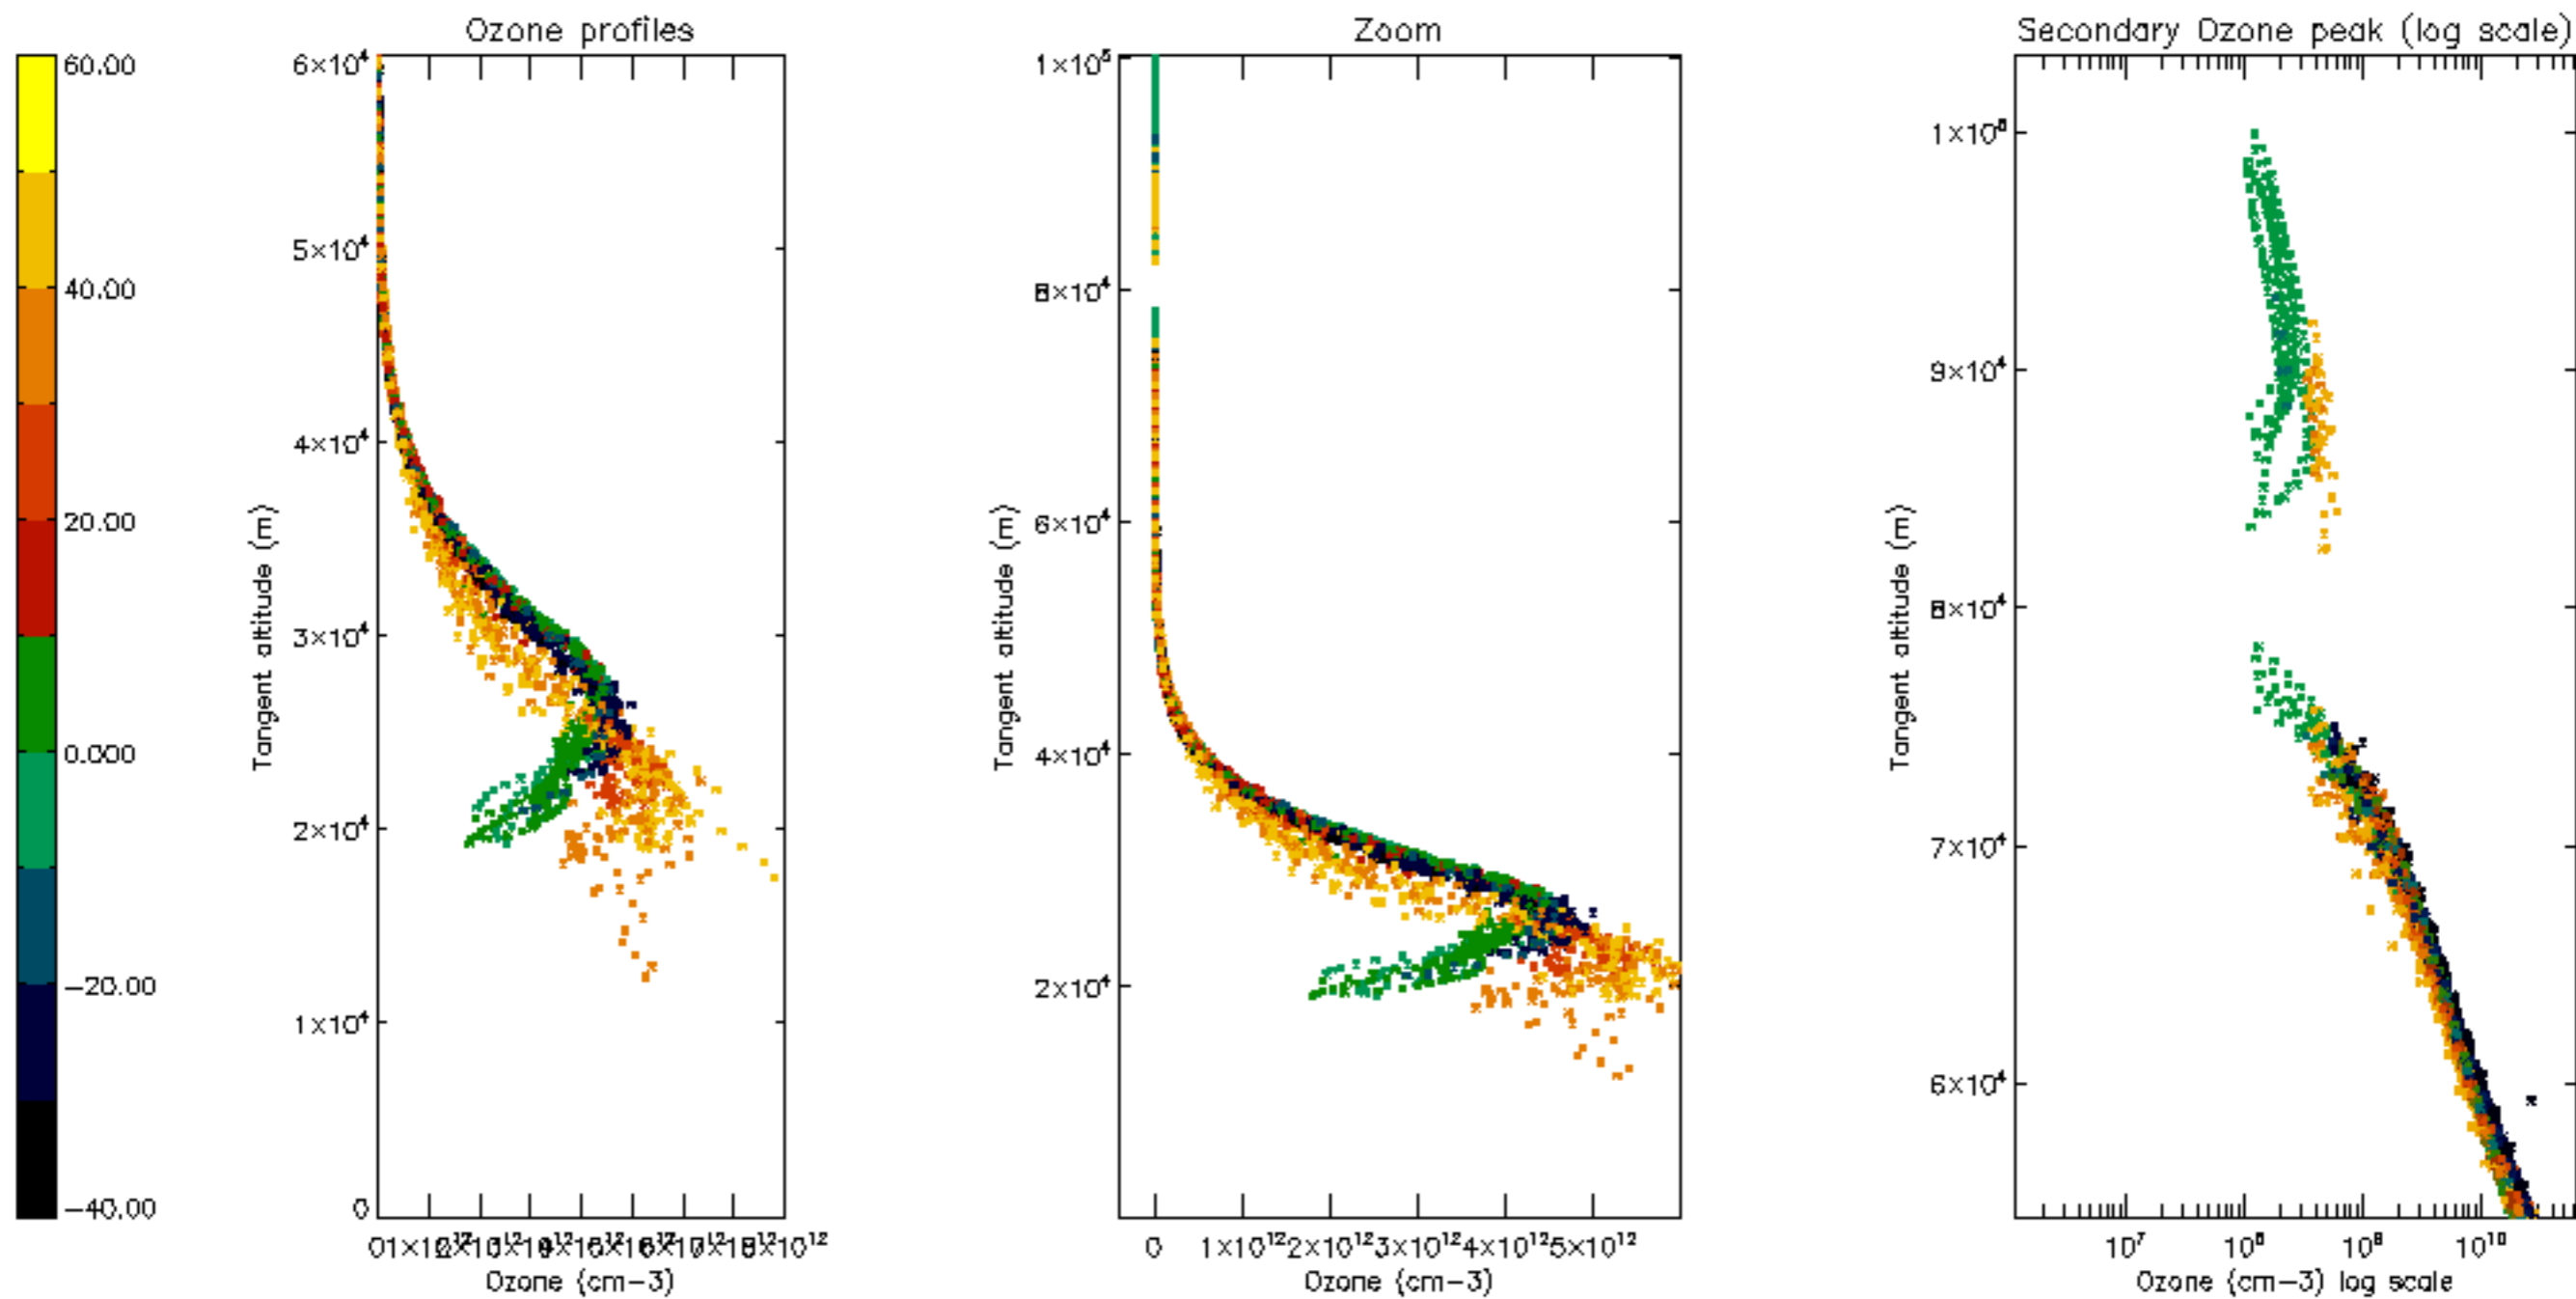 Ozone profiles
Zoom
Secondary Ozone peak (log scale)
60.00
40.00
20.00
0.000
-20.00
-40.00
6×10⁴
5×10⁴
4×10⁴
3×10⁴
2×10⁴
1×10⁴
0
Tangent altitude (m)
Ozone (cm-3)
1×10⁵
8×10⁴
6×10⁴
4×10⁴
2×10⁴
Tangent altitude (m)
0 1×10¹² 2×10¹² 3×10¹² 4×10¹² 5×10¹²
Ozone (cm-3)
9×10⁴
8×10⁴
7×10⁴
6×10⁴
Tangent altitude (m)
10⁷ 10⁸ 10⁹ 10¹⁰
Ozone (cm-3) log scale